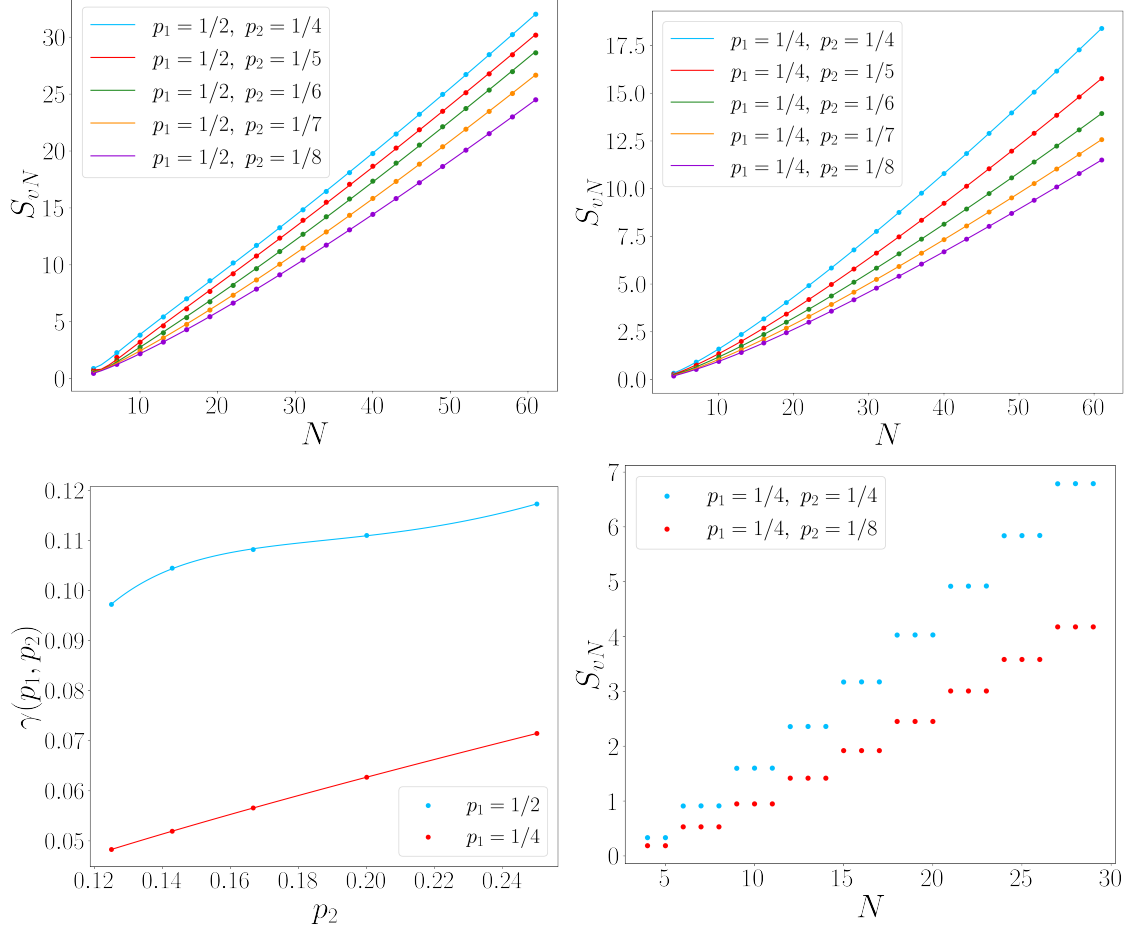 30
25
20
15
10
5
0
S_{vN}
10 20 30 40 50 60
N
p_1 = 1/2, p_2 = 1/4
p_1 = 1/2, p_2 = 1/5
p_1 = 1/2, p_2 = 1/6
p_1 = 1/2, p_2 = 1/7
p_1 = 1/2, p_2 = 1/8
17.5
15.0
12.5
10.0
7.5
5.0
2.5
0.0
S_{vN}
10 20 30 40 50 60
N
p_1 = 1/4, p_2 = 1/4
p_1 = 1/4, p_2 = 1/5
p_1 = 1/4, p_2 = 1/6
p_1 = 1/4, p_2 = 1/7
p_1 = 1/4, p_2 = 1/8
0.12
0.11
0.10
0.09
0.08
0.07
0.06
0.05
γ(p_1, p_2)
0.12 0.14 0.16 0.18 0.20 0.22 0.24
p_2
p_1 = 1/2
p_1 = 1/4
7
6
5
4
3
2
1
0
S_{vN}
5 10 15 20 25 30
N
p_1 = 1/4, p_2 = 1/4
p_1 = 1/4, p_2 = 1/8